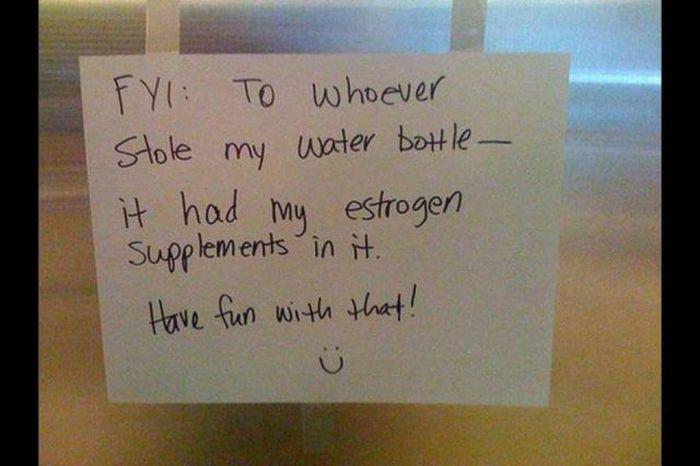 FYI: To whoever
Stole my water bottle—
it had my estrogen
supplements in it.
Have fun with that!
Ü